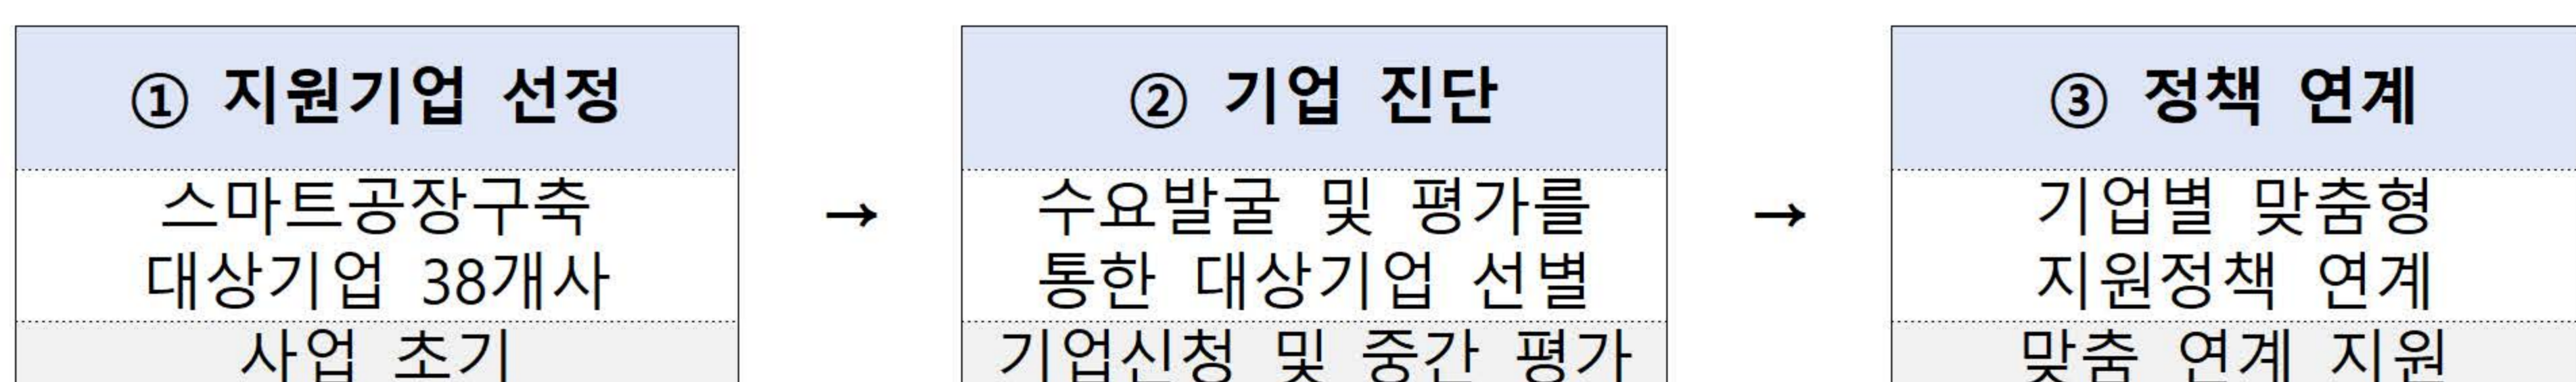 ① 지원기업 선정
스마트공장구축
대상기업 38개사
사업 초기
→
② 기업 진단
수요발굴 및 평가를
통한 대상기업 선별
기업신청 및 중간 평가
→
③ 정책 연계
기업별 맞춤형
지원정책 연계
맞춤 연계 지원